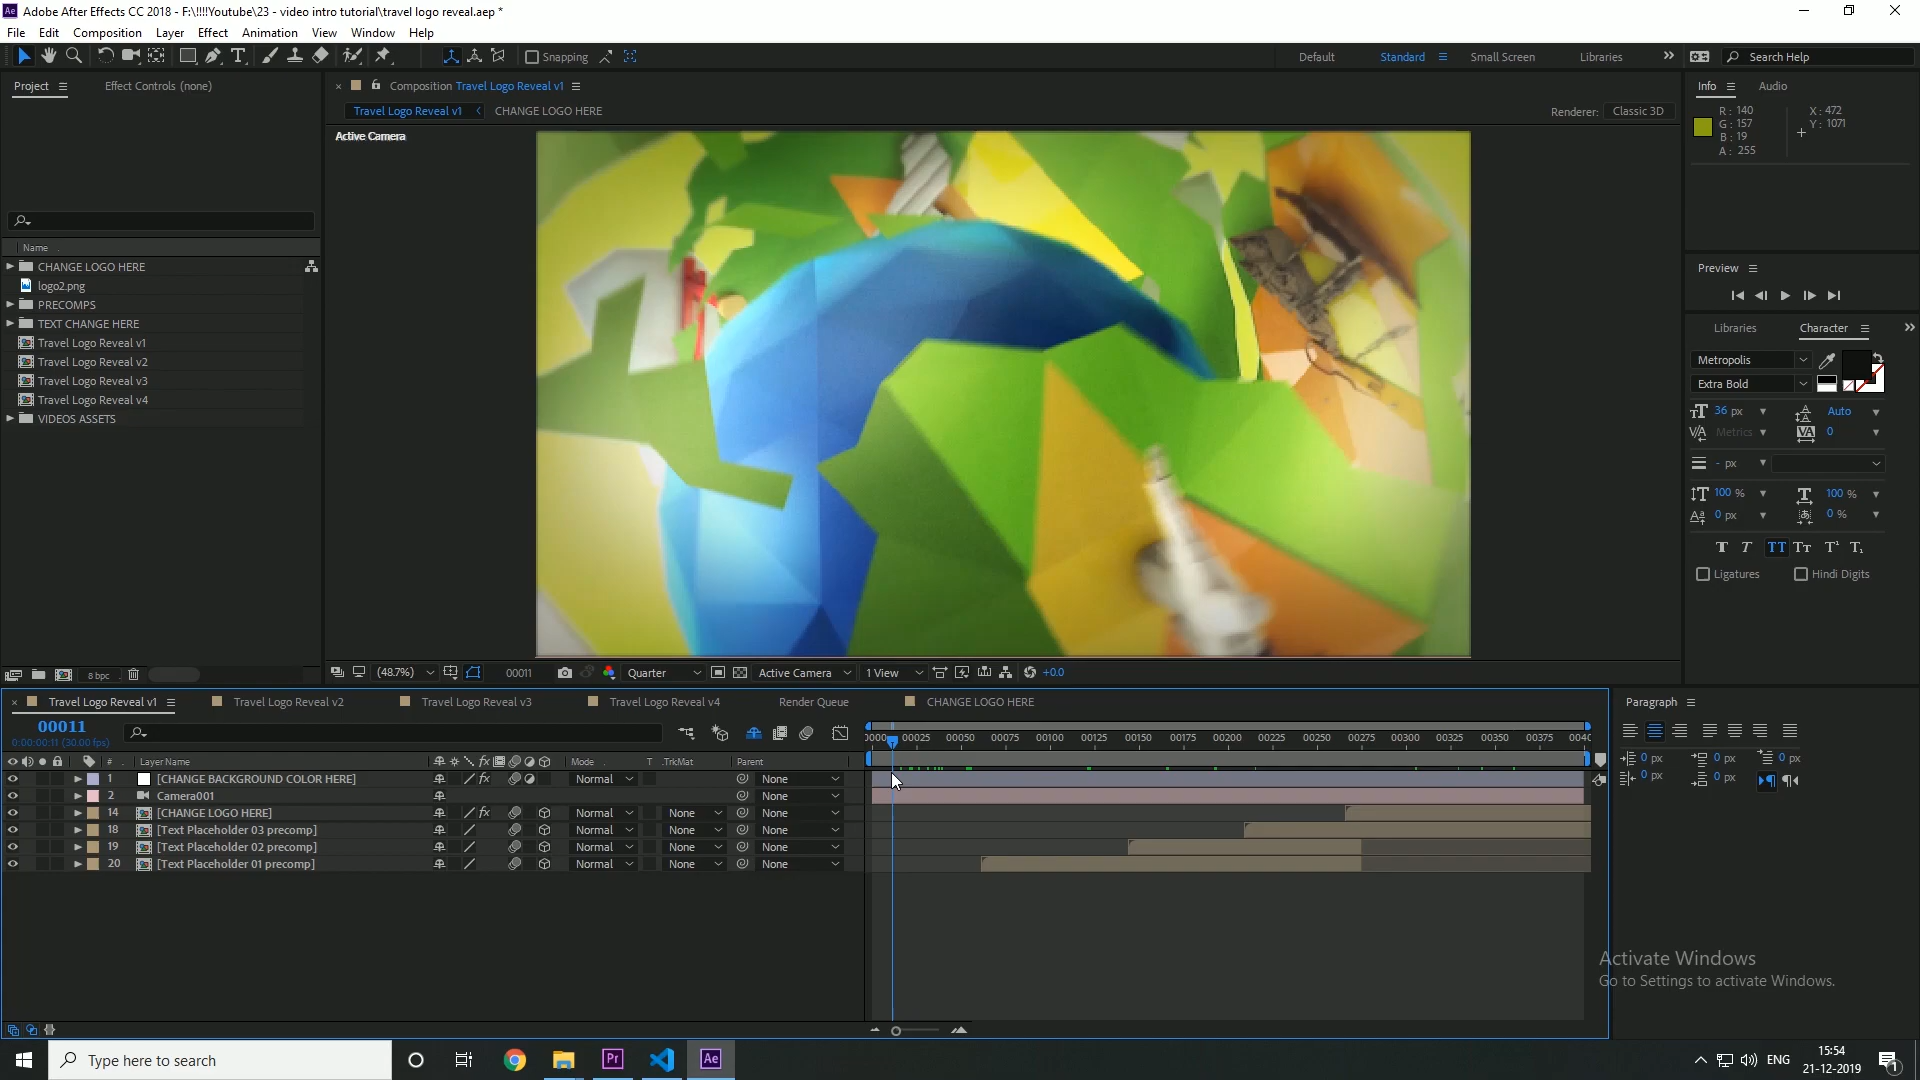 Adobe After Effects CC 2018 - F:\!!!!Youtube\23 - video intro tutorial\travel logo reveal.aep *
File Edit Composition Layer Effect Animation View Window Help
Snapping
Default Standard Small Screen Libraries Search Help
Project Effect Controls (none)
Composition Travel Logo Reveal v1
Travel Logo Reveal v1 CHANGE LOGO HERE
Renderer: Classic 3D
Active Camera
Info Audio
R: 140 X: 472
G: 157 Y: 1071
B: 19
A: 255
Name
CHANGE LOGO HERE
logo2.png
PRECOMPS
TEXT CHANGE HERE
Travel Logo Reveal v1
Travel Logo Reveal v2
Travel Logo Reveal v3
Travel Logo Reveal v4
VIDEOS ASSETS
Preview
Libraries Character
Metropolis
Extra Bold
36 px Auto
Metrics 0
- px
100 % 100 %
0 px 0 %
Ligatures Hindi Digits
8 bpc
(48.7%) 00011 Quarter Active Camera 1 View +0.0
Travel Logo Reveal v1 Travel Logo Reveal v2 Travel Logo Reveal v3 Travel Logo Reveal v4 Render Queue CHANGE LOGO HERE
00011
0:00:00:11 (30.00 fps)
0000 00025 00050 00075 00100 00125 00150 00175 00200 00225 00250 00275 00300 00325 00350 00375 0040
# Layer Name Mode T .TrkMat Parent
1 [CHANGE BACKGROUND COLOR HERE] Normal None
2 Camera001 None
14 [CHANGE LOGO HERE] Normal None None
18 [Text Placeholder 03 precomp] Normal None None
19 [Text Placeholder 02 precomp] Normal None None
20 [Text Placeholder 01 precomp] Normal None None
Paragraph
0 px 0 px 0 px
0 px 0 px
Activate Windows
Go to Settings to activate Windows.
Type here to search
Pr
Ae
ENG
15:54
21-12-2019
1